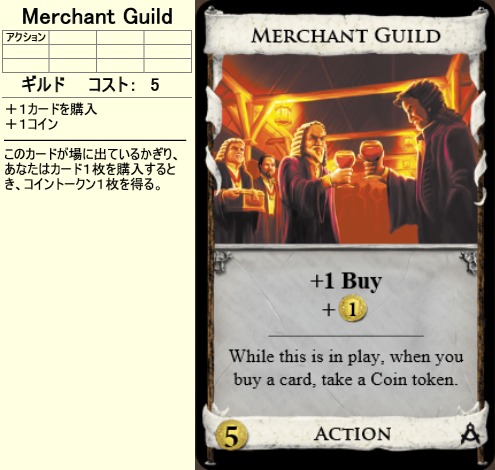 Merchant Guild
アクション
ギルド コスト： 5
＋１カードを購入
＋１コイン
このカードが場に出ているかぎり、
あなたはカード１枚を購入すると
き、コイントークン１枚を得る。
MERCHANT GUILD
+1 Buy
+ 1
While this is in play, when you
buy a card, take a Coin token.
5 ACTION